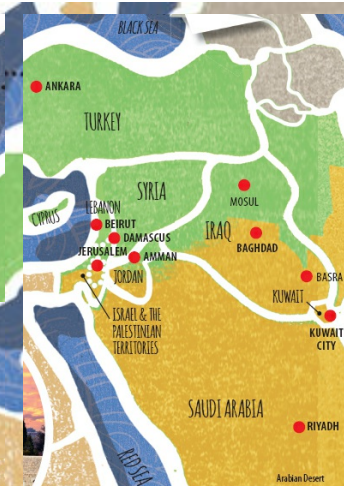 BLACK SEA
ANKARA
TURKEY
SYRIA
MOSUL
CYPRUS
LEBANON
BEIRUT
DAMASCUS
IRAQ
BAGHDAD
JERUSALEM
AMMAN
JORDAN
BASRA
KUWAIT
ISRAEL & THE
PALESTINIAN
TERRITORIES
KUWAIT
CITY
SAUDI ARABIA
RIYADH
RED SEA
Arabian Desert